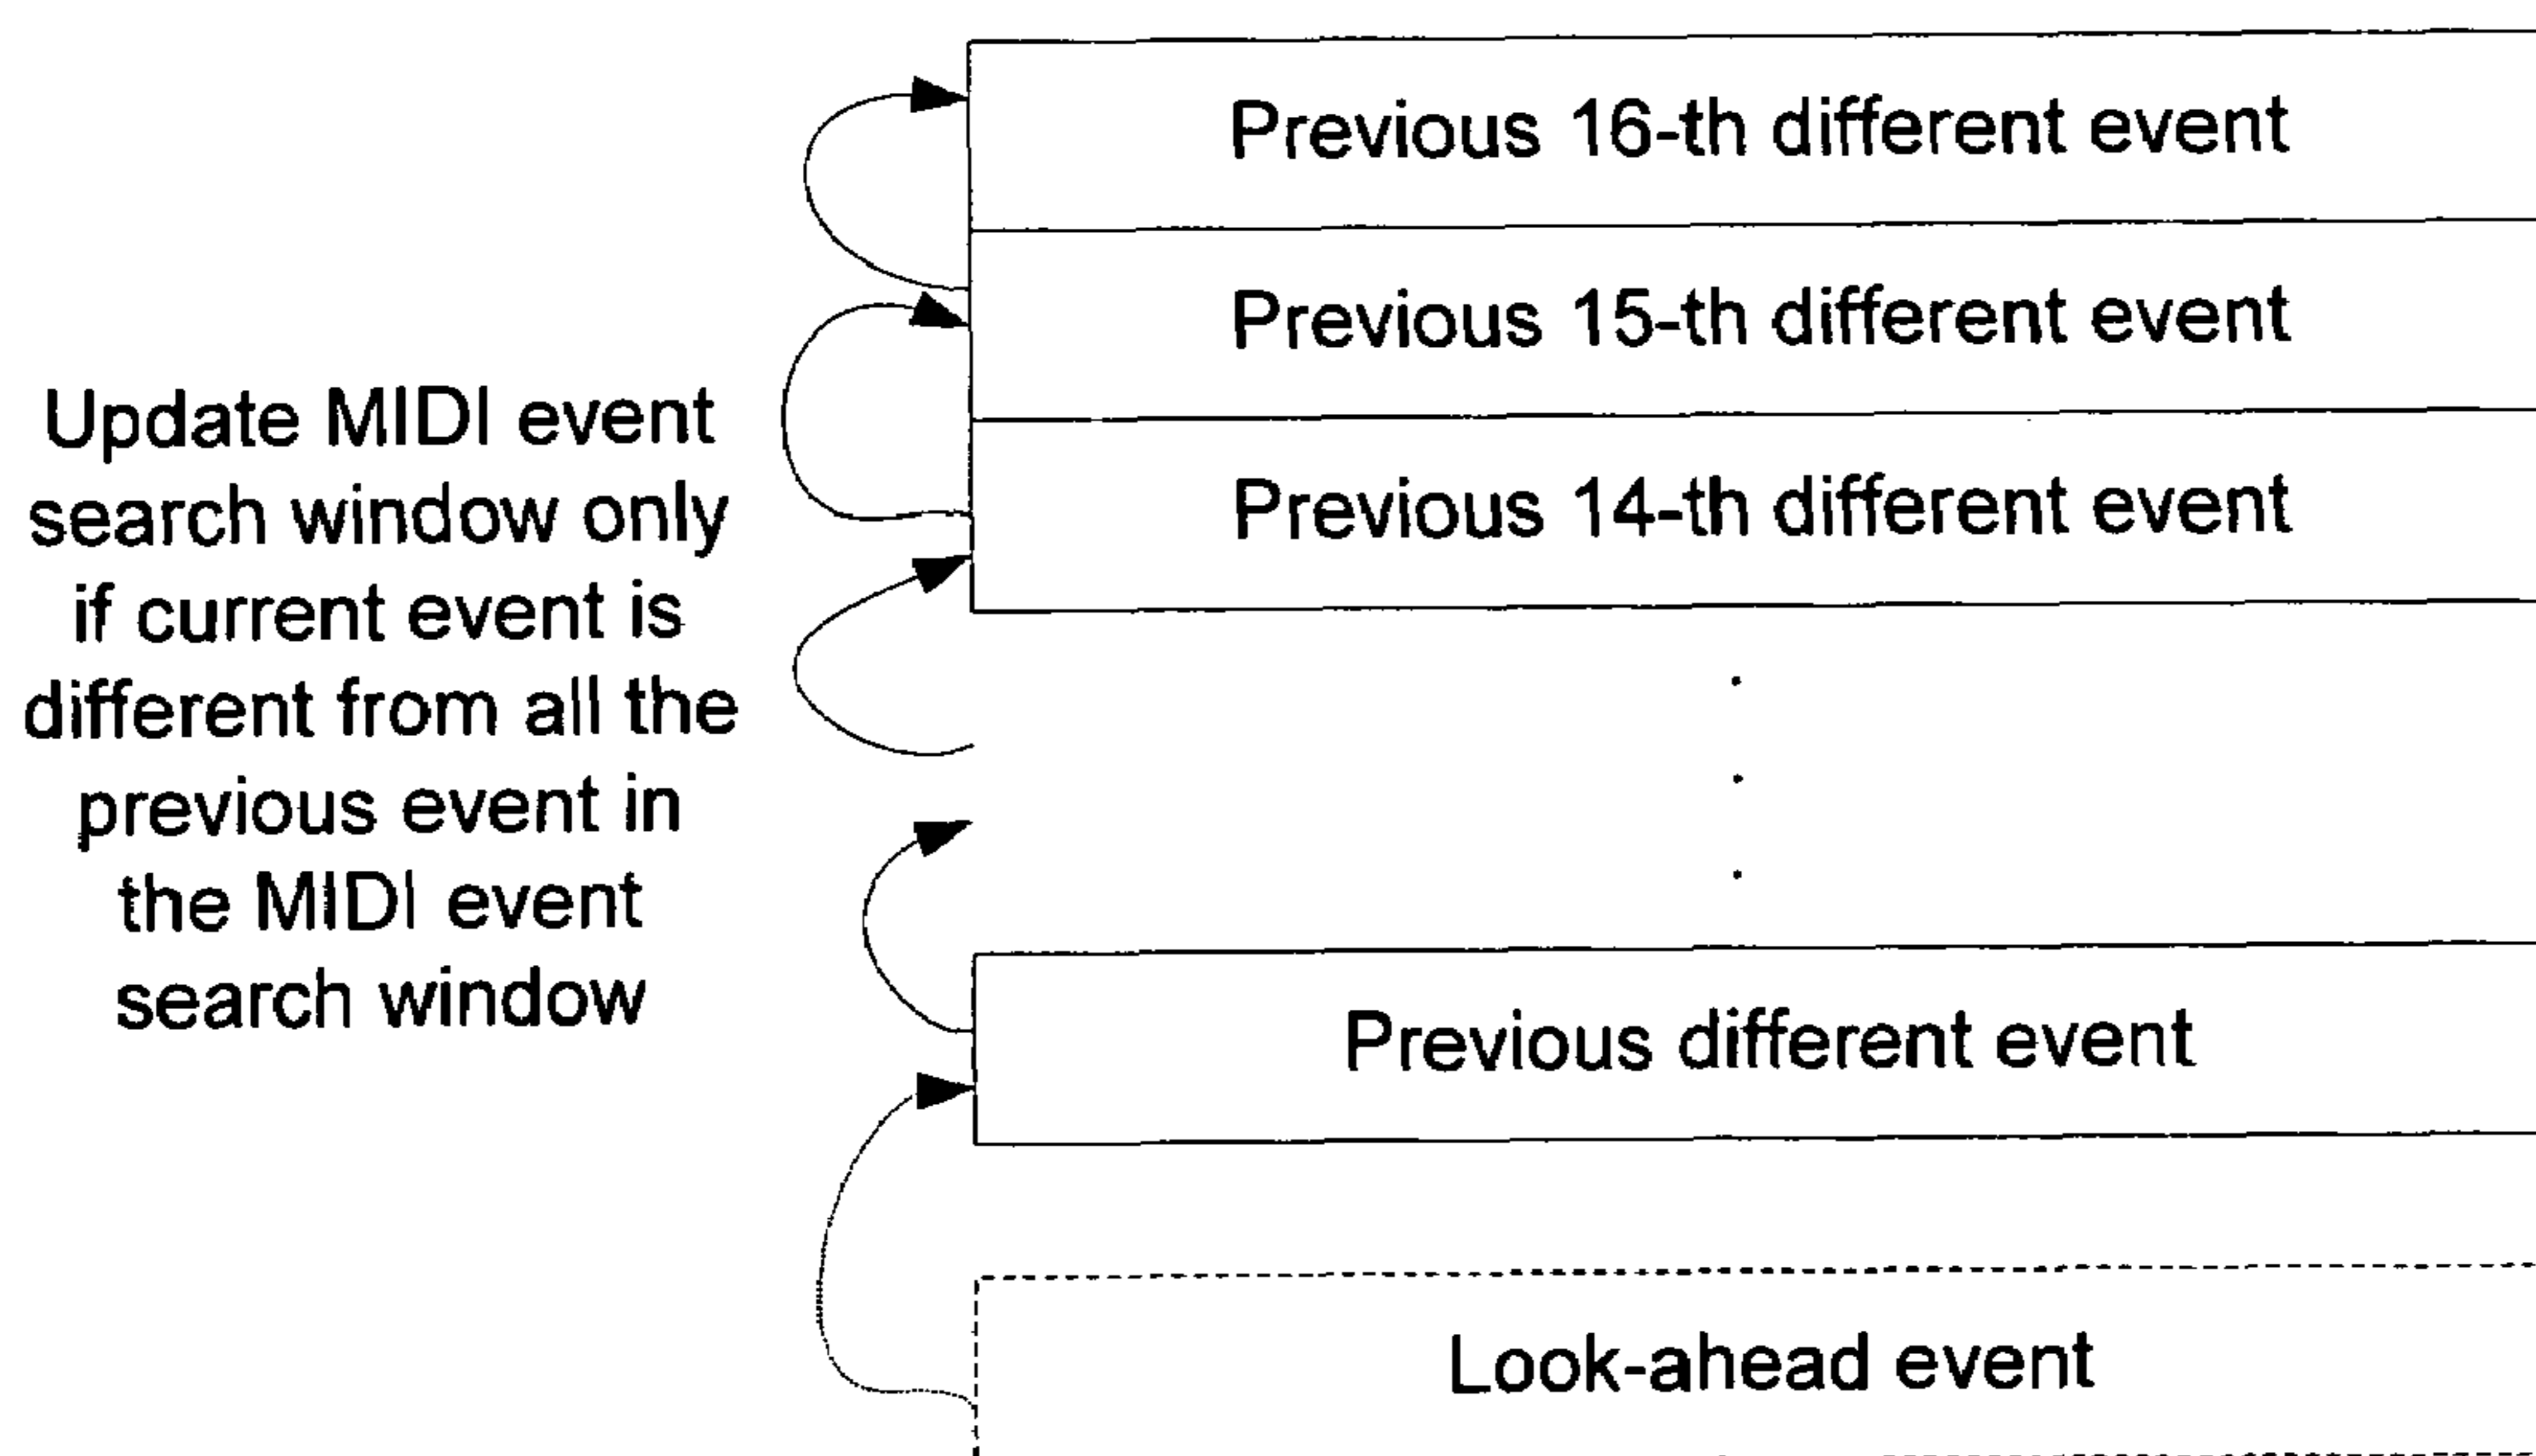 Previous 16-th different event
Previous 15-th different event
Previous 14-th different event
Update MIDI event
search window only
if current event is
different from all the
previous event in
the MIDI event
search window
Previous different event
Look-ahead event